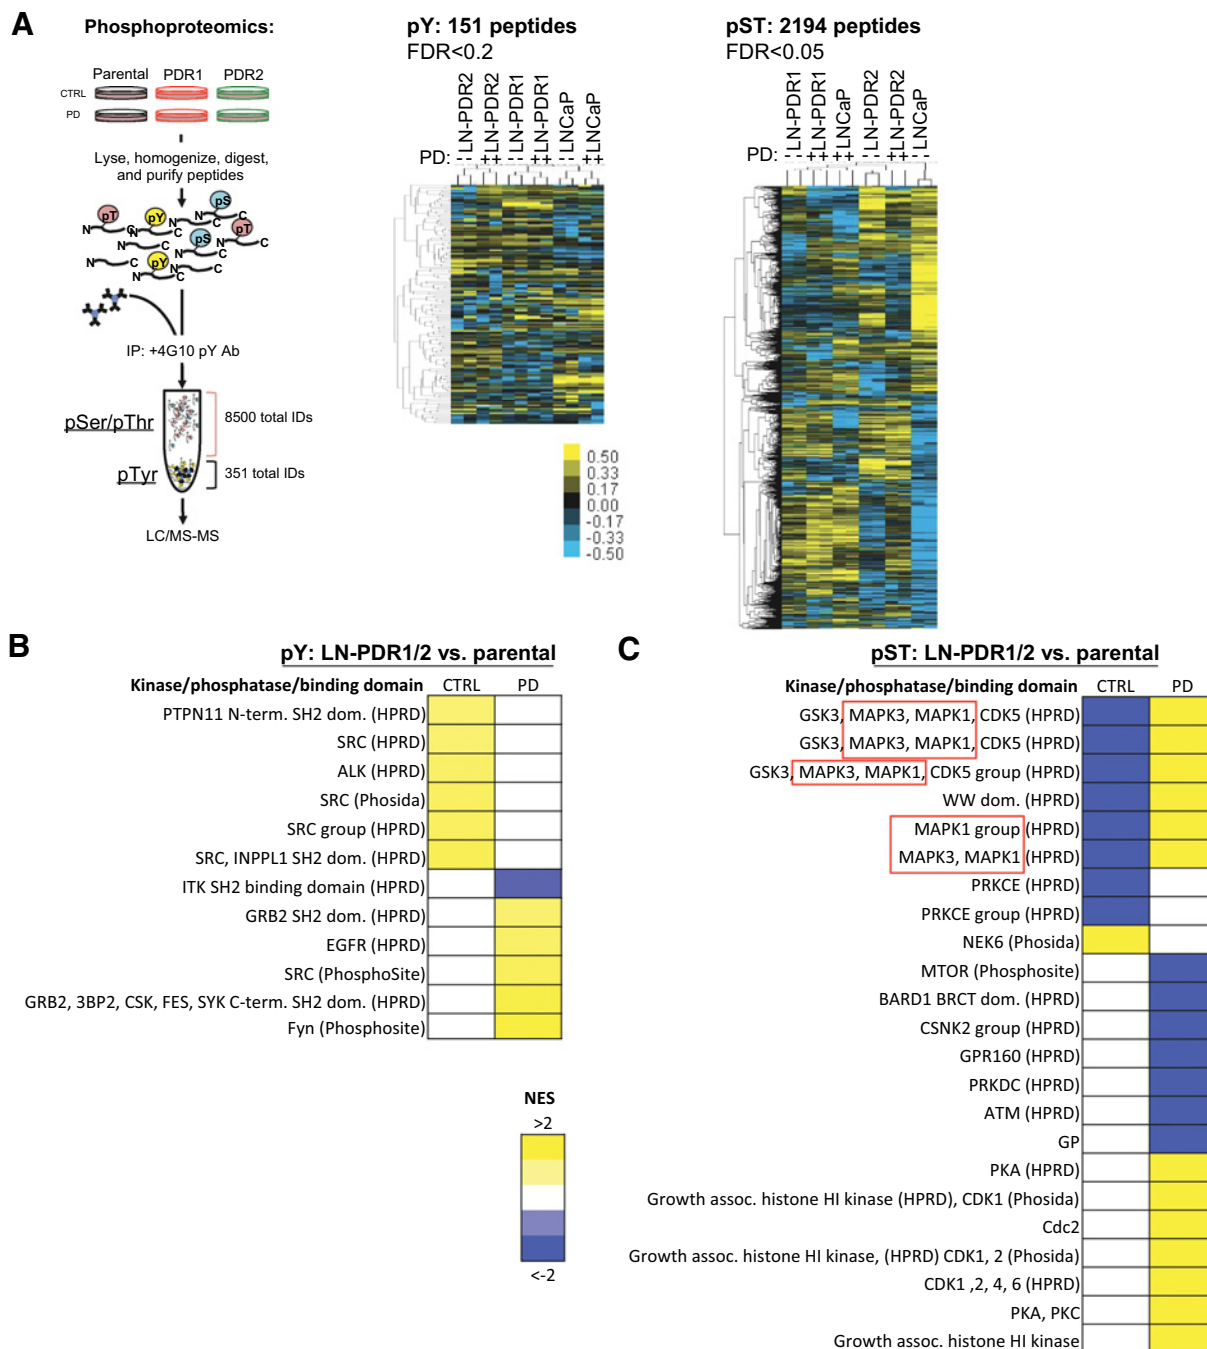 A
Phosphoproteomics:
Parental PDR1 PDR2
CTRL
PD
Lyse, homogenize, digest,
and purify peptides
pT pY pS pS pT pY
N C N C N C N C N C N C N C N C
IP: +4G10 pY Ab
pSer/pThr
8500 total IDs
pTyr
351 total IDs
LC/MS-MS
pY: 151 peptides
FDR<0.2
LN-PDR2 LN-PDR2 LN-PDR1 LN-PDR1 LNCaP LNCaP
PD: -- ++ -- ++ -- ++
0.50
0.33
0.17
0.00
-0.17
-0.33
-0.50
pST: 2194 peptides
FDR<0.05
LN-PDR1 LN-PDR1 LNCaP LN-PDR2 LN-PDR2 LNCaP
PD: -- ++ ++ -- ++ --
B
pY: LN-PDR1/2 vs. parental
Kinase/phosphatase/binding domain CTRL PD
PTPN11 N-term. SH2 dom. (HPRD)
SRC (HPRD)
ALK (HPRD)
SRC (Phosida)
SRC group (HPRD)
SRC, INPPL1 SH2 dom. (HPRD)
ITK SH2 binding domain (HPRD)
GRB2 SH2 dom. (HPRD)
EGFR (HPRD)
SRC (PhosphoSite)
GRB2, 3BP2, CSK, FES, SYK C-term. SH2 dom. (HPRD)
Fyn (Phosphosite)
NES
>2
<-2
C
pST: LN-PDR1/2 vs. parental
Kinase/phosphatase/binding domain CTRL PD
GSK3, MAPK3, MAPK1, CDK5 (HPRD)
GSK3, MAPK3, MAPK1, CDK5 (HPRD)
GSK3, MAPK3, MAPK1, CDK5 group (HPRD)
WW dom. (HPRD)
MAPK1 group (HPRD)
MAPK3, MAPK1 (HPRD)
PRKCE (HPRD)
PRKCE group (HPRD)
NEK6 (Phosida)
MTOR (Phosphosite)
BARD1 BRCT dom. (HPRD)
CSNK2 group (HPRD)
GPR160 (HPRD)
PRKDC (HPRD)
ATM (HPRD)
GP
PKA (HPRD)
Growth assoc. histone HI kinase (HPRD), CDK1 (Phosida)
Cdc2
Growth assoc. histone HI kinase, (HPRD) CDK1, 2 (Phosida)
CDK1 ,2, 4, 6 (HPRD)
PKA, PKC
Growth assoc. histone HI kinase